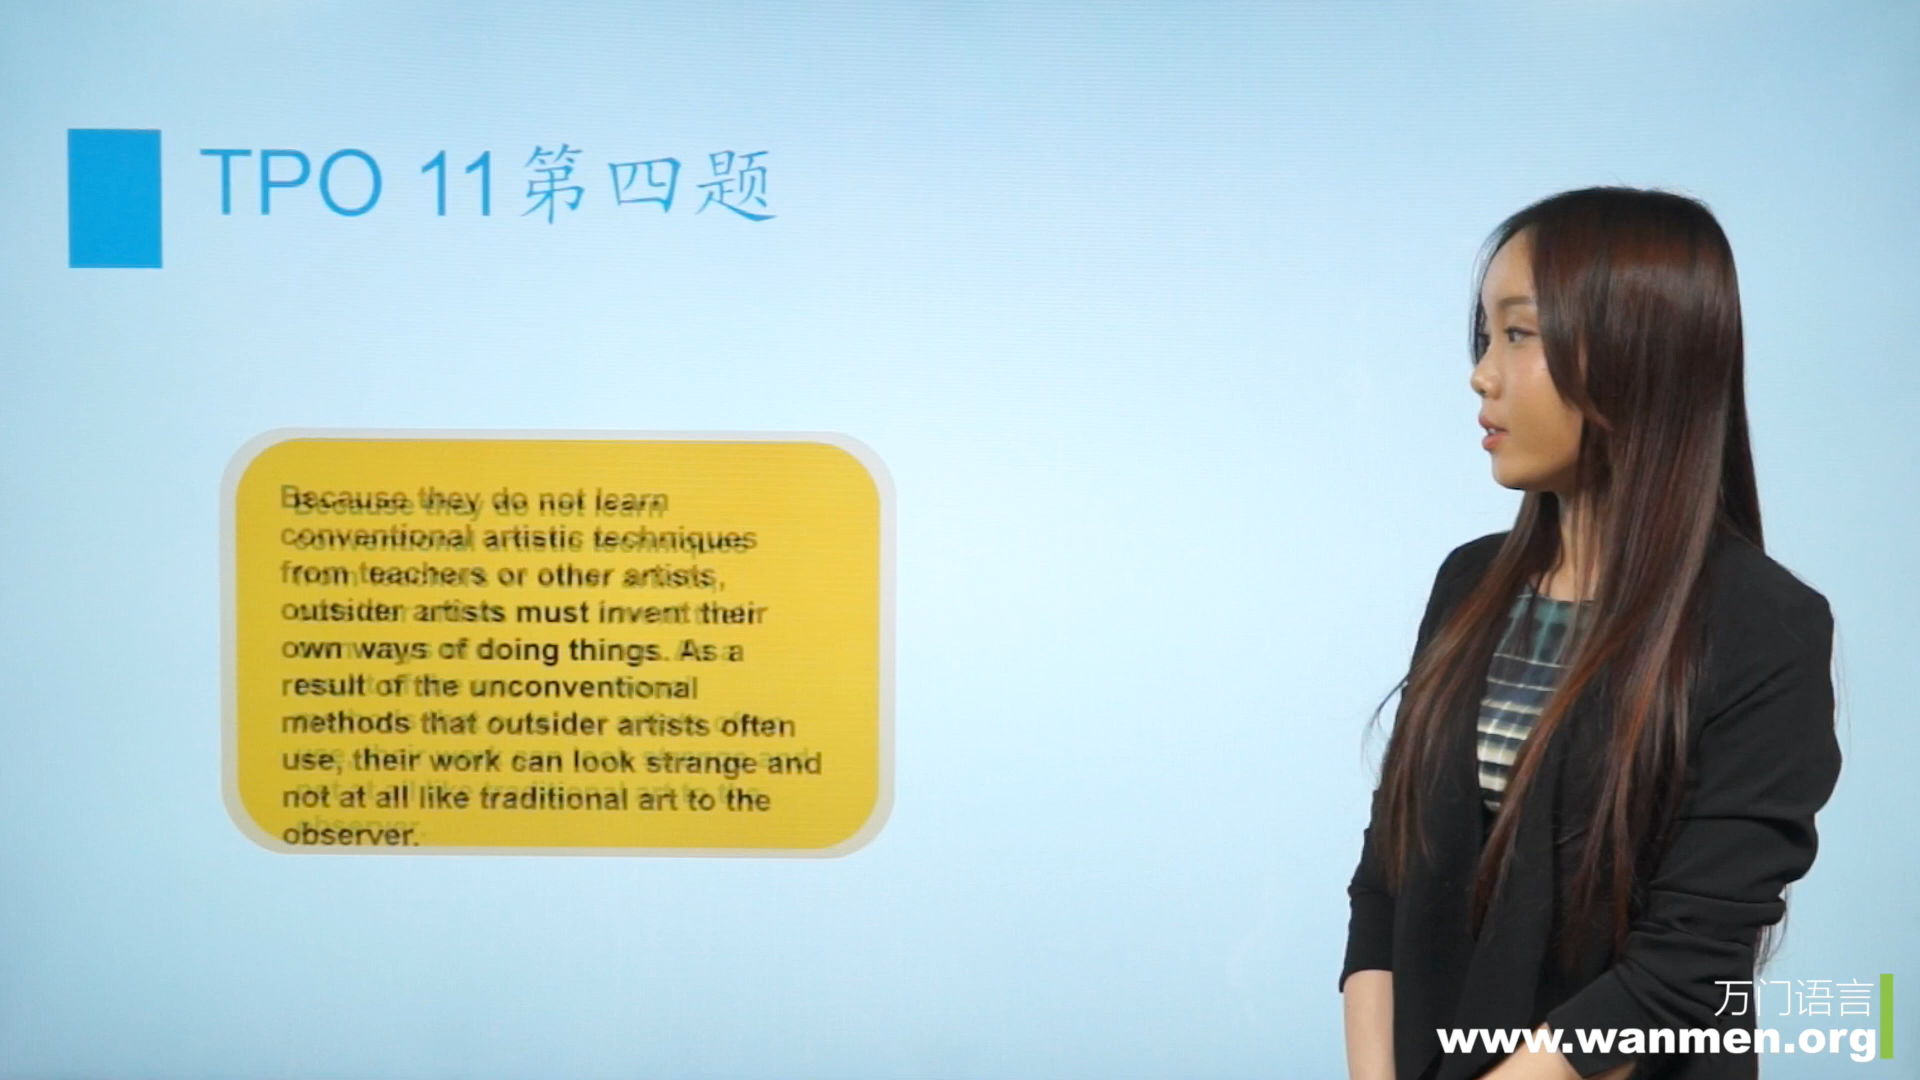 TPO 11第四题
Because they do not learn
conventional artistic techniques
from teachers or other artists,
outsider artists must invent their
own ways of doing things. As a
result of the unconventional
methods that outsider artists often
use, their work can look strange and
not at all like traditional art to the
observer.
万门语言
www.wanmen.org